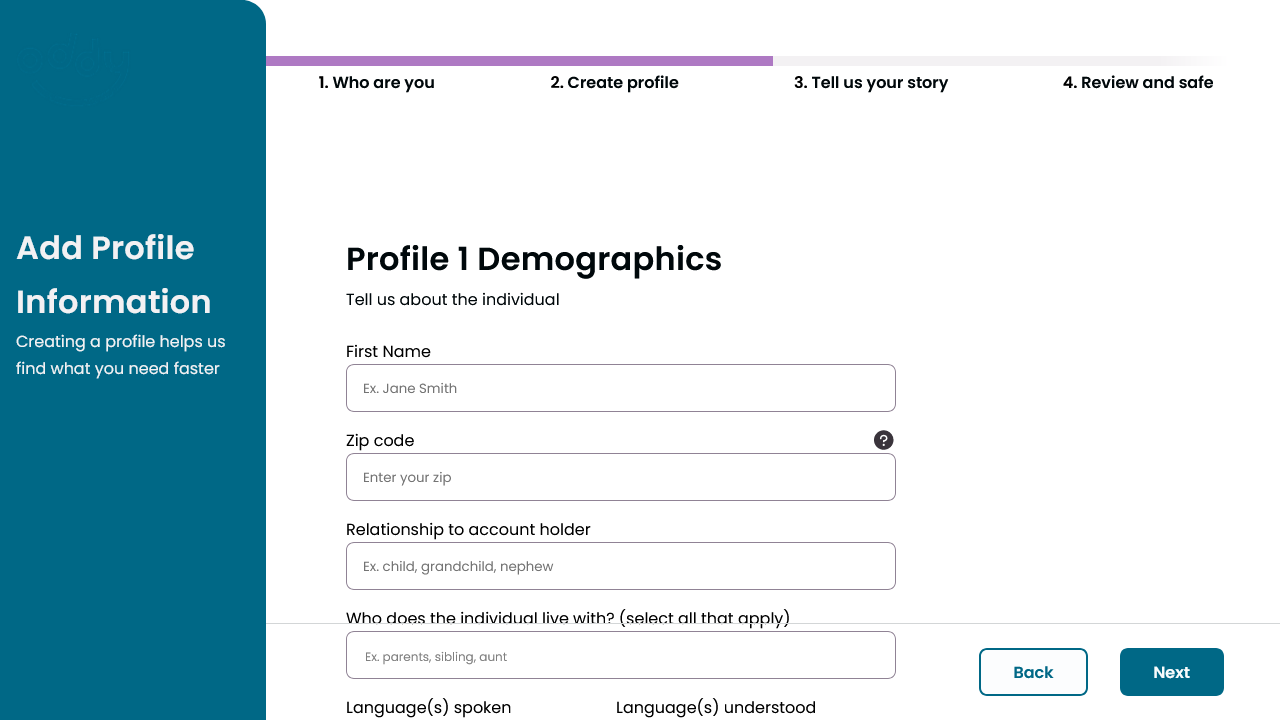 1. Who are you
2. Create profile
3. Tell us your story
4. Review and safe
Add Profile
Information
Creating a profile helps us
find what you need faster
Profile 1 Demographics
Tell us about the individual
First Name
Ex. Jane Smith
Zip code
?
Enter your zip
Relationship to account holder
Ex. child, grandchild, nephew
Who does the individual live with? (select all that apply)
Ex. parents, sibling, aunt
Language(s) spoken
Language(s) understood
Back
Next